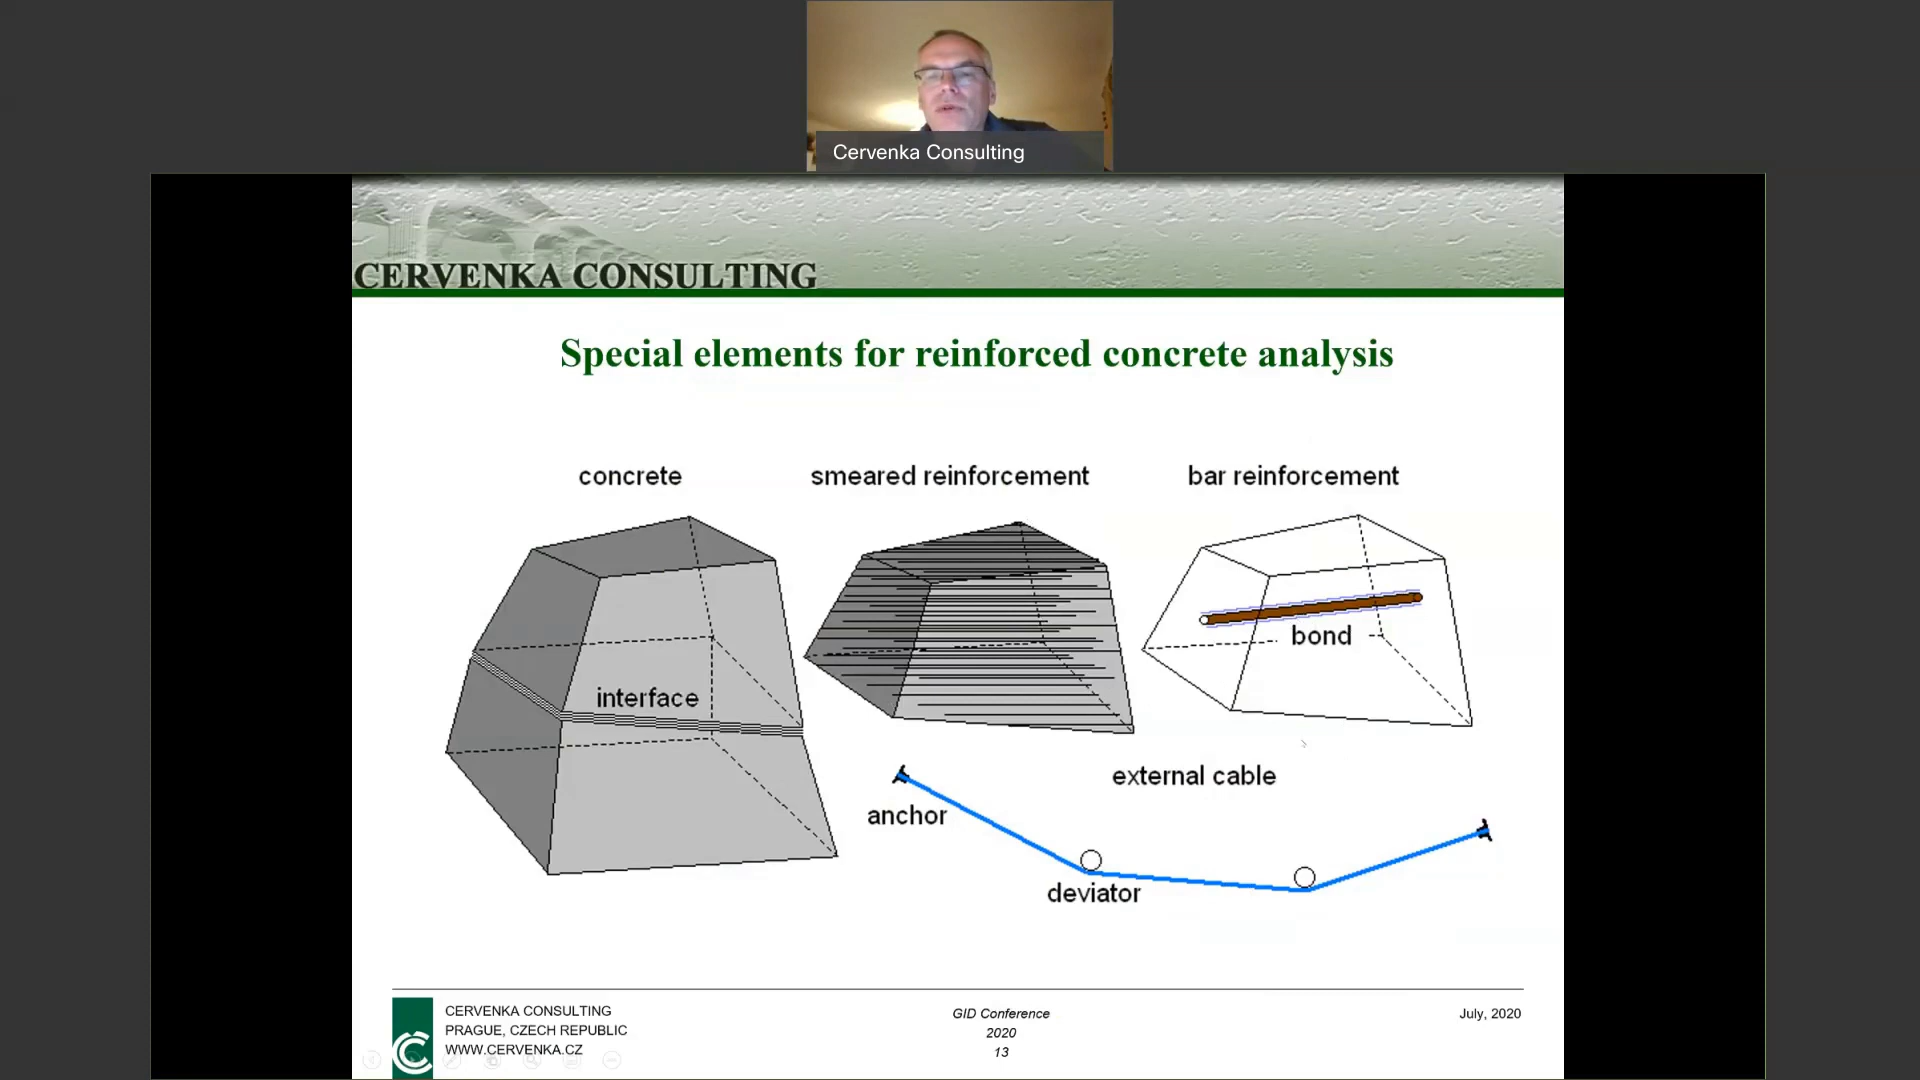 Cervenka Consulting
CERVENKA CONSULTING
Special elements for reinforced concrete analysis
concrete
smeared reinforcement
bar reinforcement
interface
bond
external cable
anchor
deviator
CERVENKA CONSULTING
PRAGUE, CZECH REPUBLIC
WWW.CERVENKA.CZ
GID Conference
2020
13
July, 2020